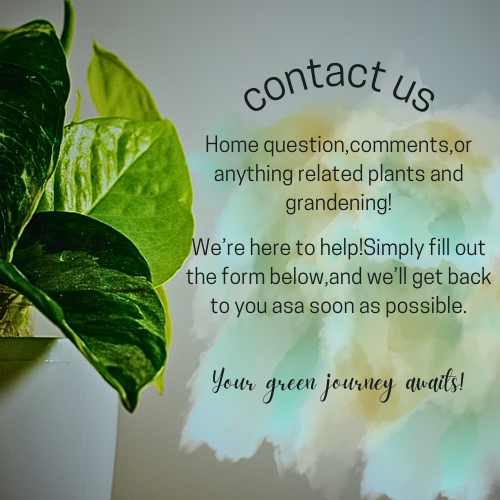 contact us
Home question,comments,or
anything related plants and
grandening!
We're here to help!Simply fill out
the form below,and we'll get back
to you asa soon as possible.
Your green journey awaits!